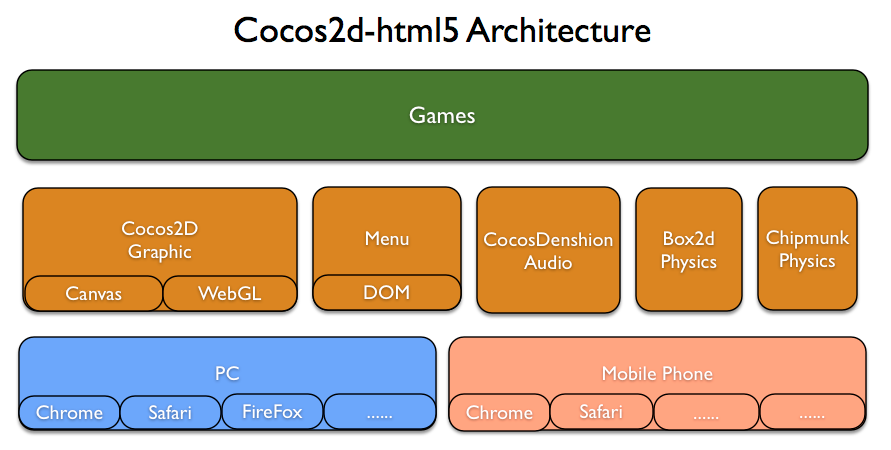 Cocos2d-html5 Architecture
Games
Cocos2D
Graphic
Canvas
WebGL
Menu
DOM
CocosDenshion
Audio
Box2d
Physics
Chipmunk
Physics
PC
Chrome
Safari
FireFox
......
Mobile Phone
Chrome
Safari
......
......